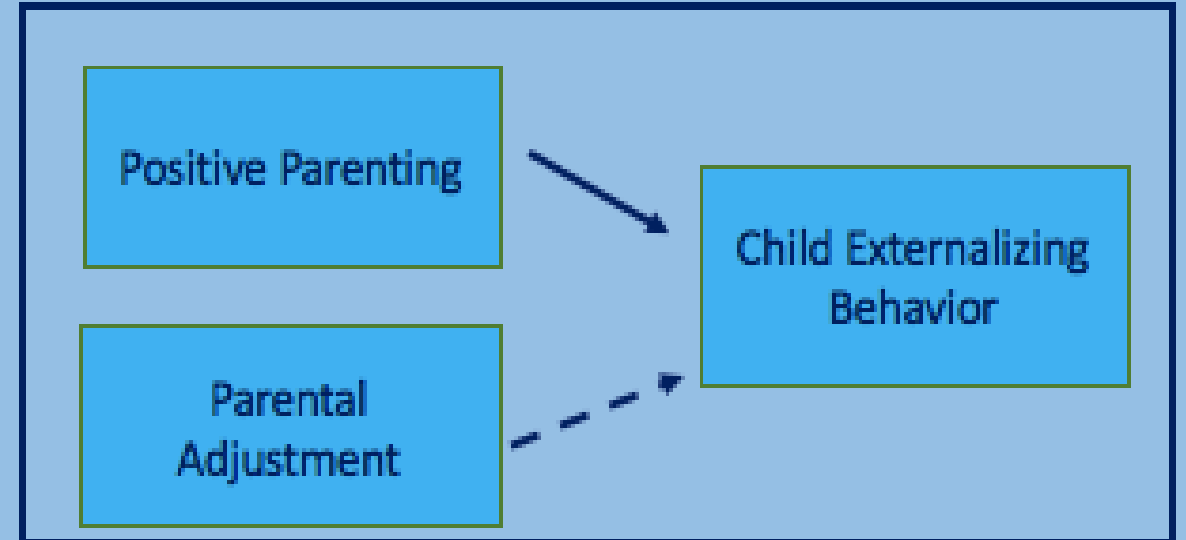 Positive Parenting
Child Externalizing
Behavior
Parental
Adjustment